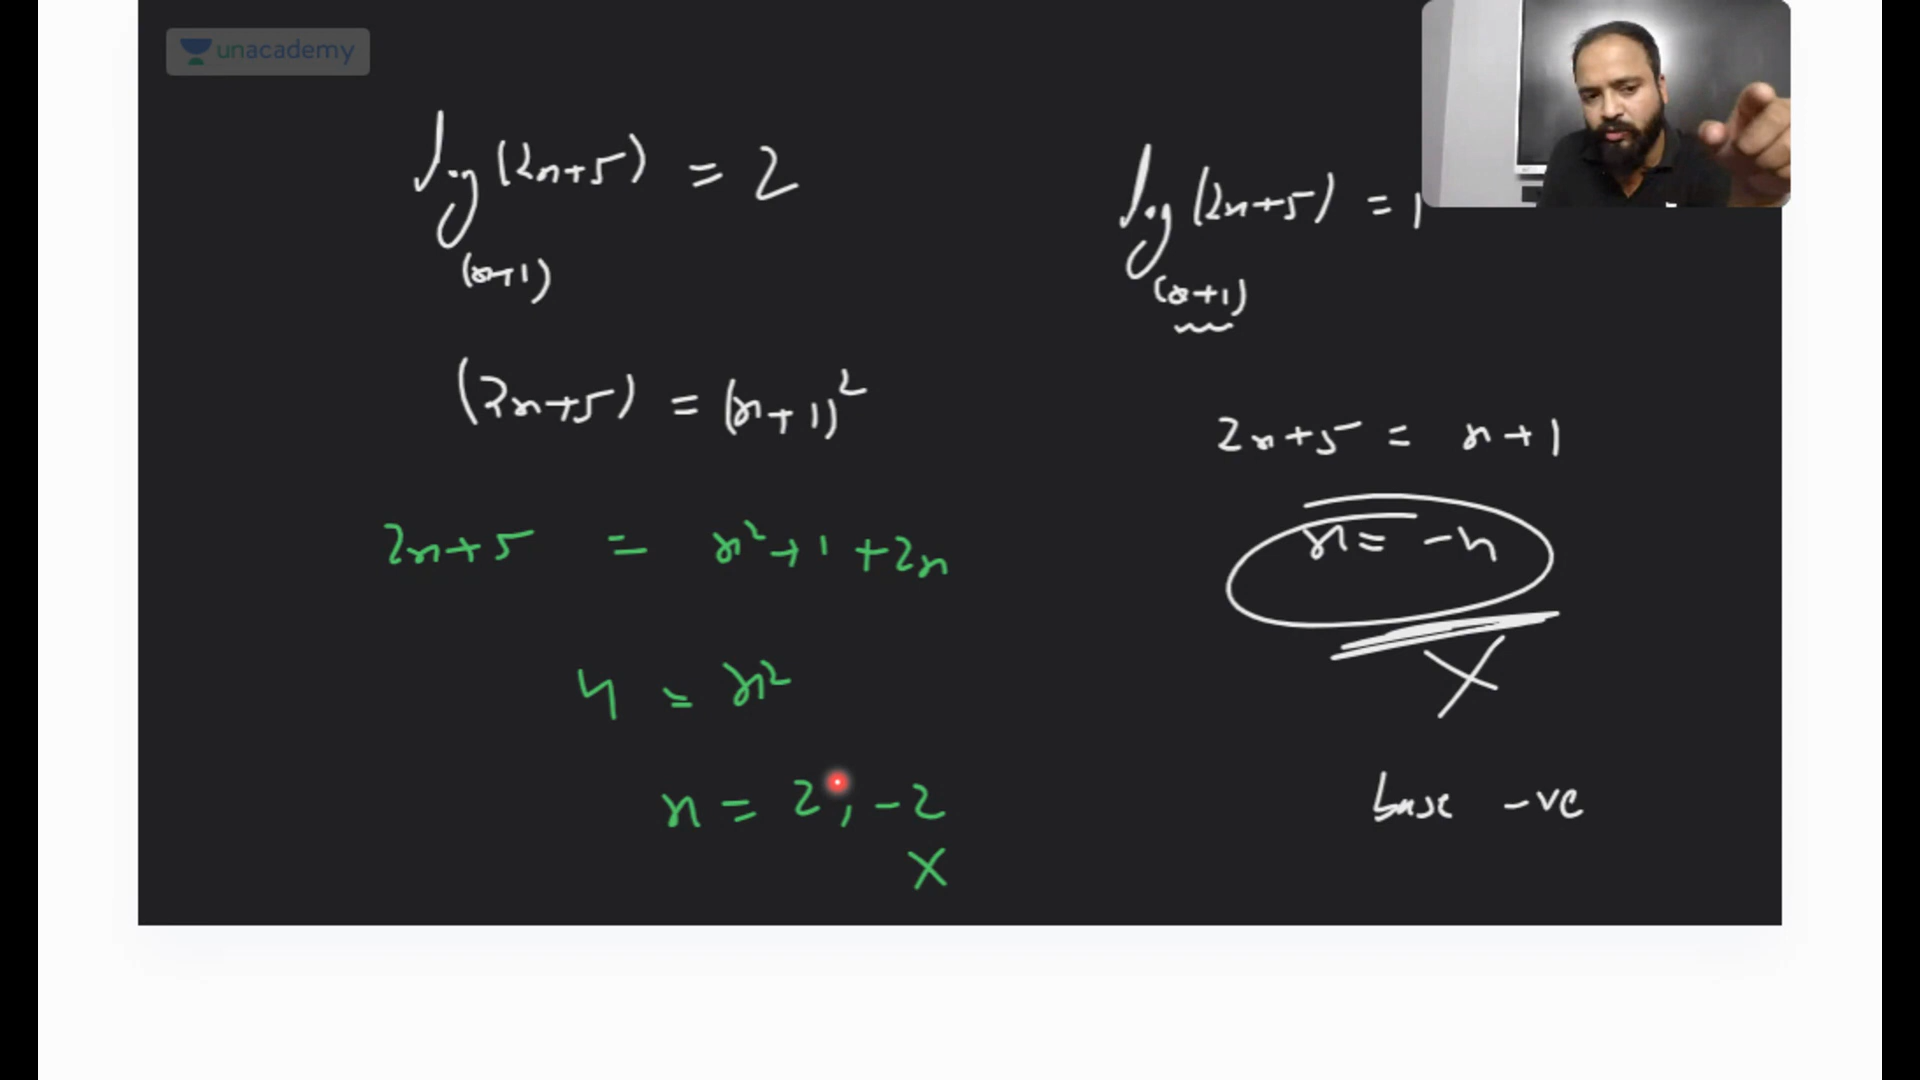 unacademy
log(2x+5) = 2
(x+1)
(2x+5) = (x+1)²
2x+5 = x²+1+2x
4 = x²
x = 2, -2
X
log(2x+5) = 1
(x+1)
2x+5 = x+1
x = -4
X
base -ve